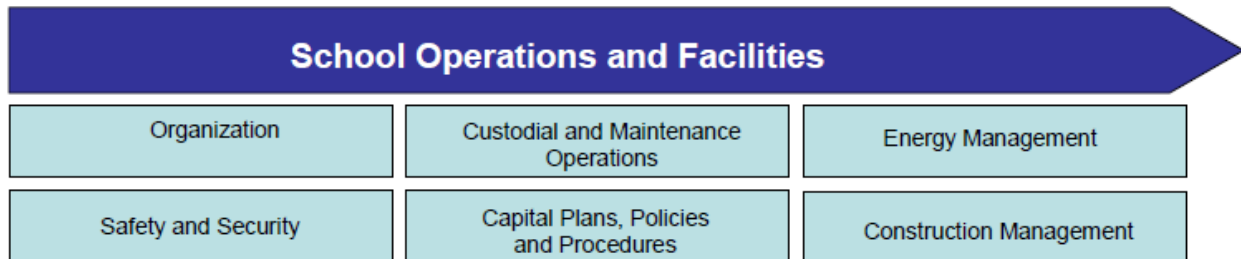 School Operations and Facilities
Organization
Custodial and Maintenance
Operations
Energy Management
Safety and Security
Capital Plans, Policies
and Procedures
Construction Management